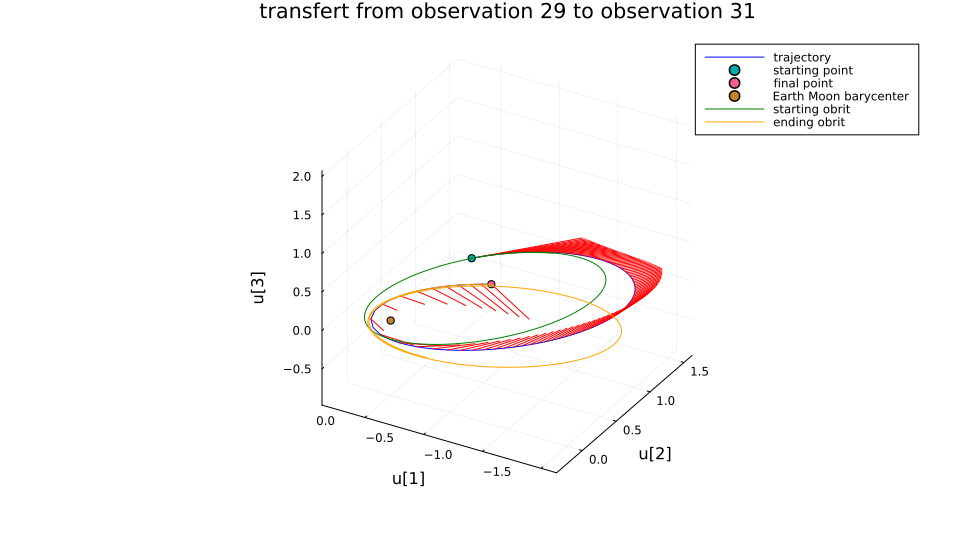 transfert from observation 29 to observation 31
trajectory
starting point
final point
Earth Moon barycenter
starting obrit
ending obrit
2.0
1.5
1.0
0.5
0.0
−0.5
u[3]
0.0
−0.5
−1.0
−1.5
u[1]
0.0
0.5
1.0
1.5
u[2]